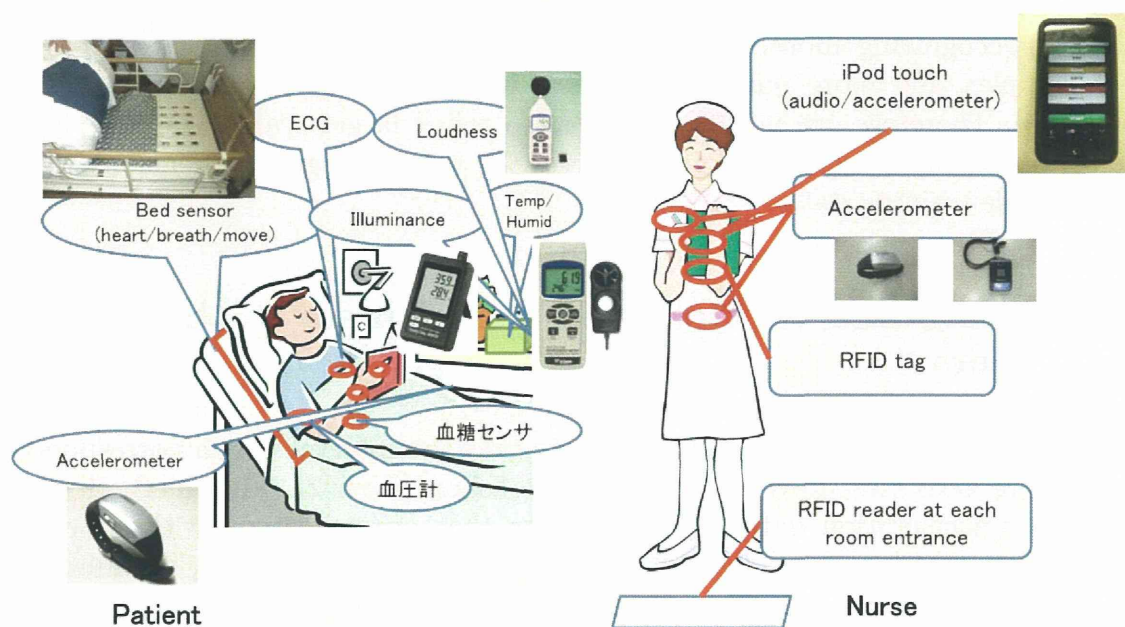 ECG
Loudness
Bed sensor
(heart/breath/move)
Illuminance
Temp/
Humid
Accelerometer
血糖センサ
血圧計
Patient
iPod touch
(audio/accelerometer)
Accelerometer
RFID tag
RFID reader at each
room entrance
Nurse